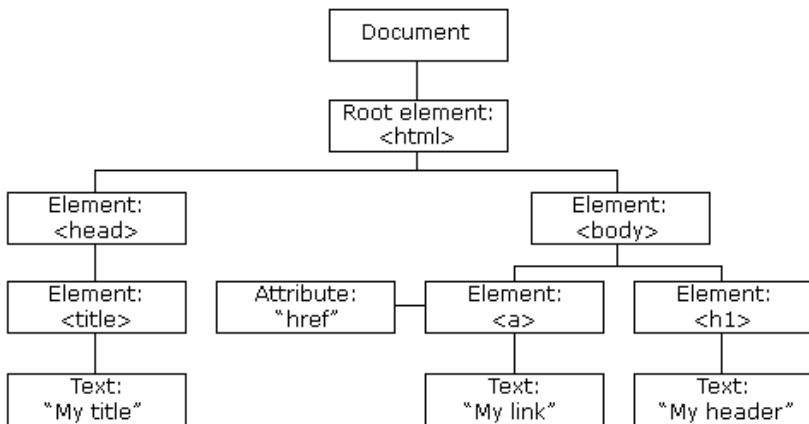 Document
Root element:
<html>
Element:
<head>
Element:
<body>
Element:
<title>
Attribute:
“href”
Element:
<a>
Element:
<h1>
Text:
“My title”
Text:
“My link”
Text:
“My header”